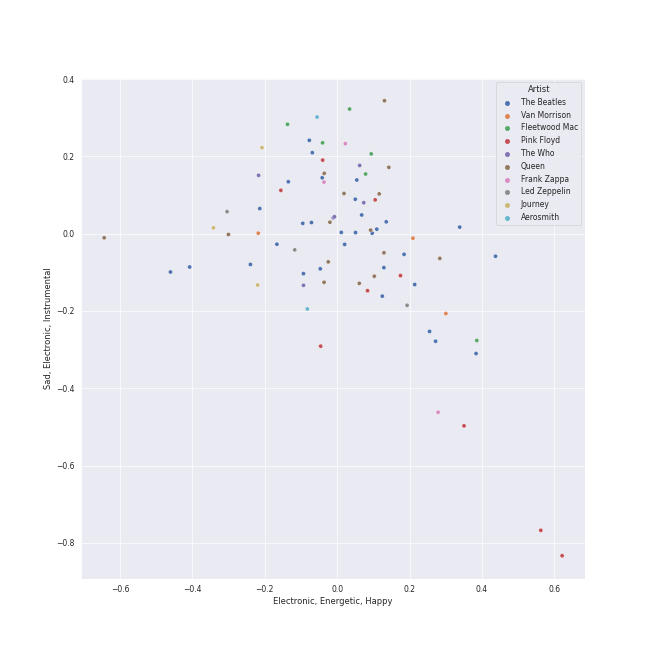 0.4
0.2
0.0
−0.2
−0.4
−0.6
−0.8
Sad, Electronic, Instrumental
Artist
The Beatles
Van Morrison
Fleetwood Mac
Pink Floyd
The Who
Queen
Frank Zappa
Led Zeppelin
Journey
Aerosmith
−0.6 −0.4 −0.2 0.0 0.2 0.4 0.6
Electronic, Energetic, Happy